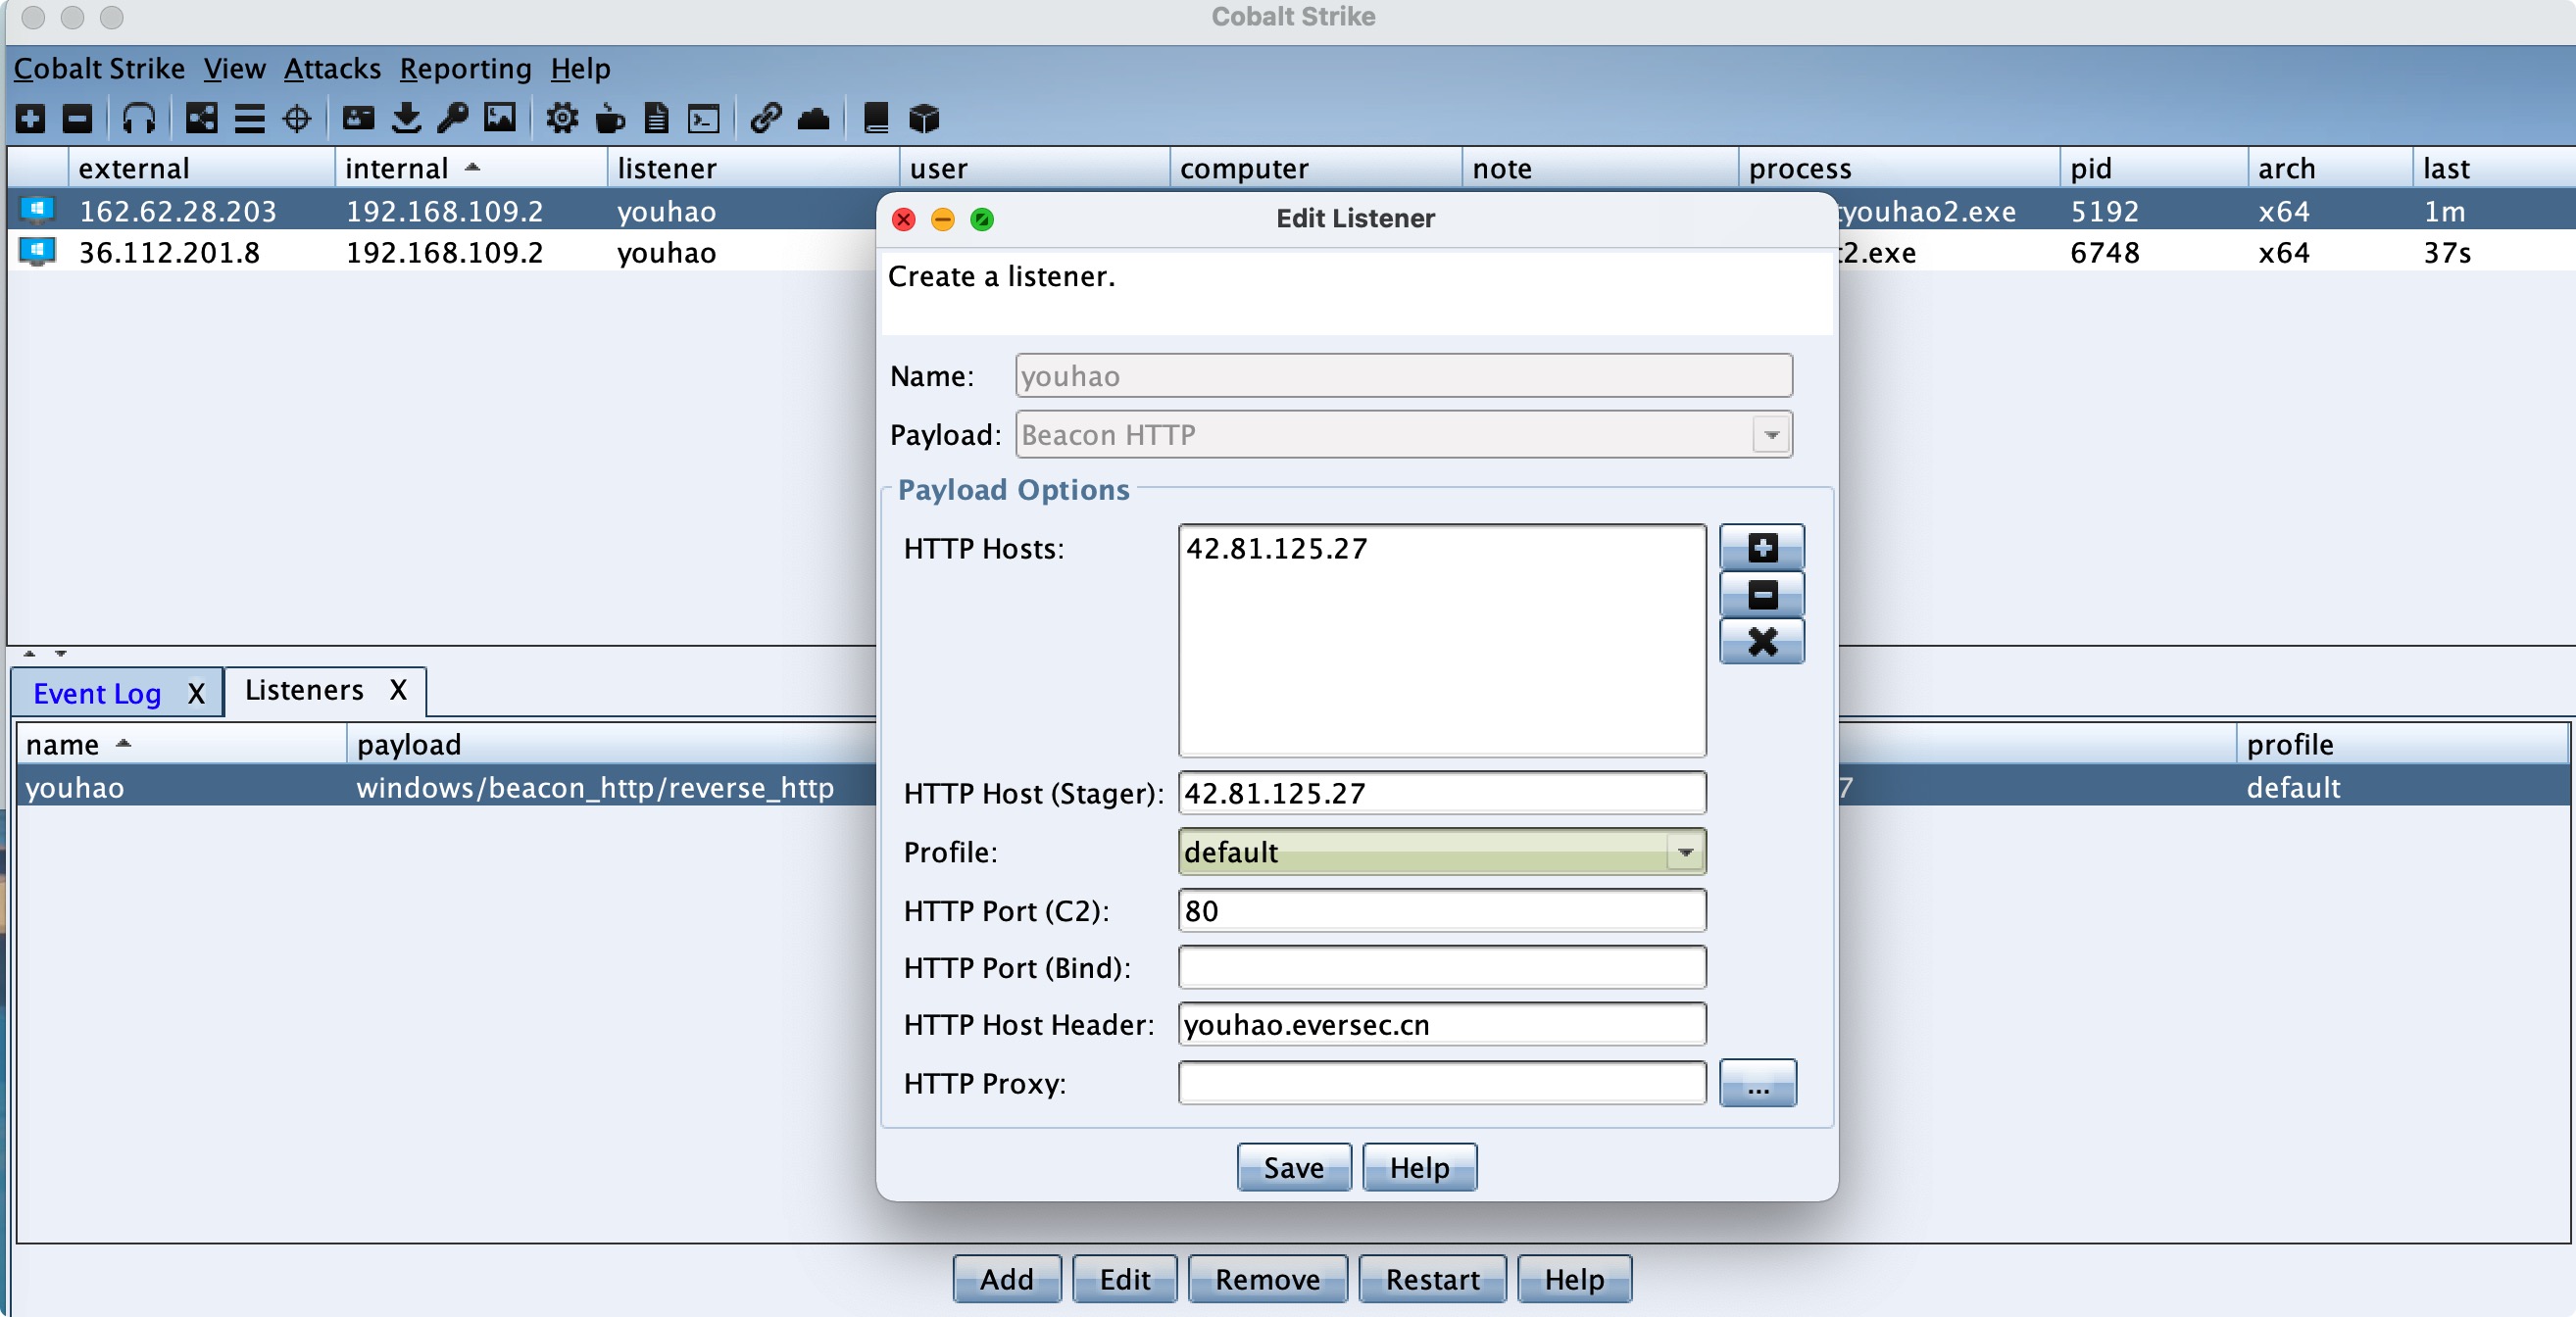 Cobalt Strike
Cobalt Strike View Attacks Reporting Help
external internal listener user computer note process pid arch last
162.62.28.203 192.168.109.2 youhao youhao2.exe 5192 x64 1m
36.112.201.8 192.168.109.2 youhao 2.exe 6748 x64 37s
Edit Listener
Create a listener.
Name: youhao
Payload: Beacon HTTP
Payload Options
HTTP Hosts: 42.81.125.27
HTTP Host (Stager): 42.81.125.27
Profile: default
HTTP Port (C2): 80
HTTP Port (Bind):
HTTP Host Header: youhao.eversec.cn
HTTP Proxy: ...
Save Help
Event Log X Listeners X
name payload profile
youhao windows/beacon_http/reverse_http 7 default
Add Edit Remove Restart Help